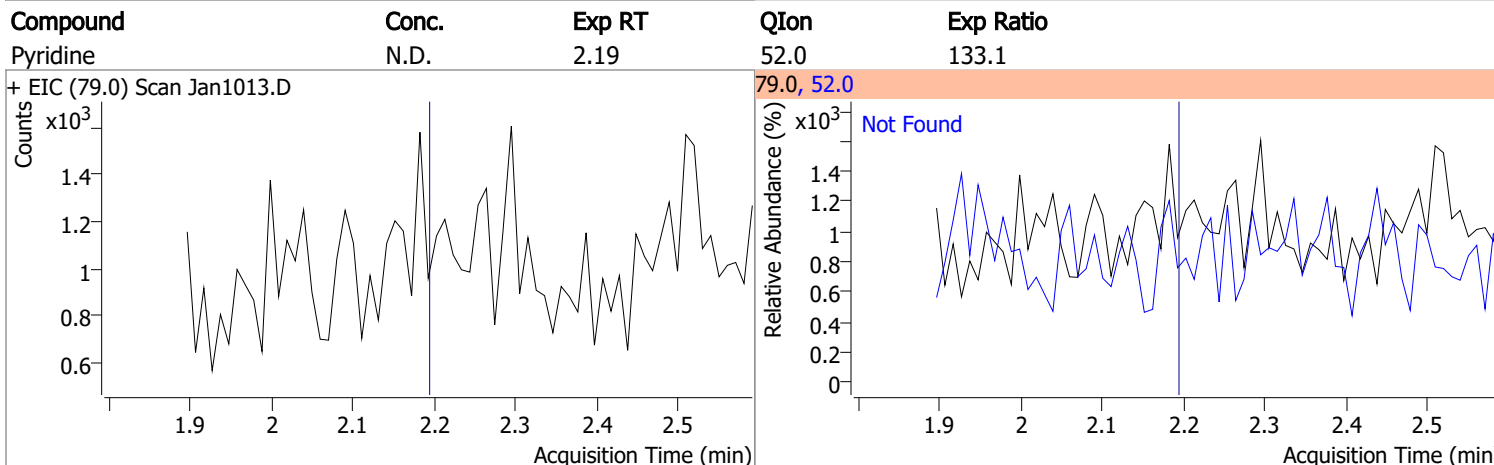 Compound Conc. Exp RT QIon Exp Ratio
Pyridine N.D. 2.19 52.0 133.1
+ EIC (79.0) Scan Jan1013.D
Counts
x10³
1.4
1.2
1
0.8
0.6
1.9 2 2.1 2.2 2.3 2.4 2.5
Acquisition Time (min)
79.0, 52.0
Relative Abundance (%)
x10³
Not Found
1.4
1.2
1
0.8
0.6
0.4
0.2
0
1.9 2 2.1 2.2 2.3 2.4 2.5
Acquisition Time (min